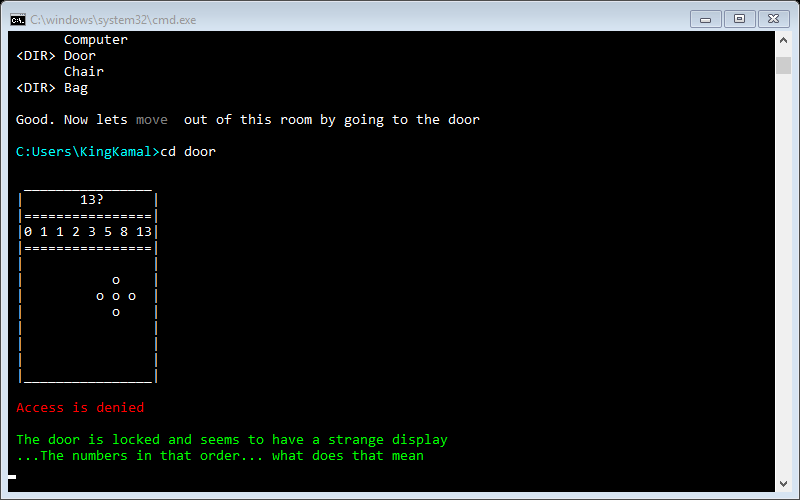 C:\windows\system32\cmd.exe
C:\.
Computer
<DIR> Door
Chair
<DIR> Bag
Good. Now lets move  out of this room by going to the door
C:Users\KingKamal>cd door
________________
|       13?      |
|================|
|0 1 1 2 3 5 8 13|
|================|
|                |
|           o    |
|         o o o  |
|           o    |
|                |
|                |
|                |
|________________|
Access is denied
The door is locked and seems to have a strange display
...The numbers in that order... what does that mean